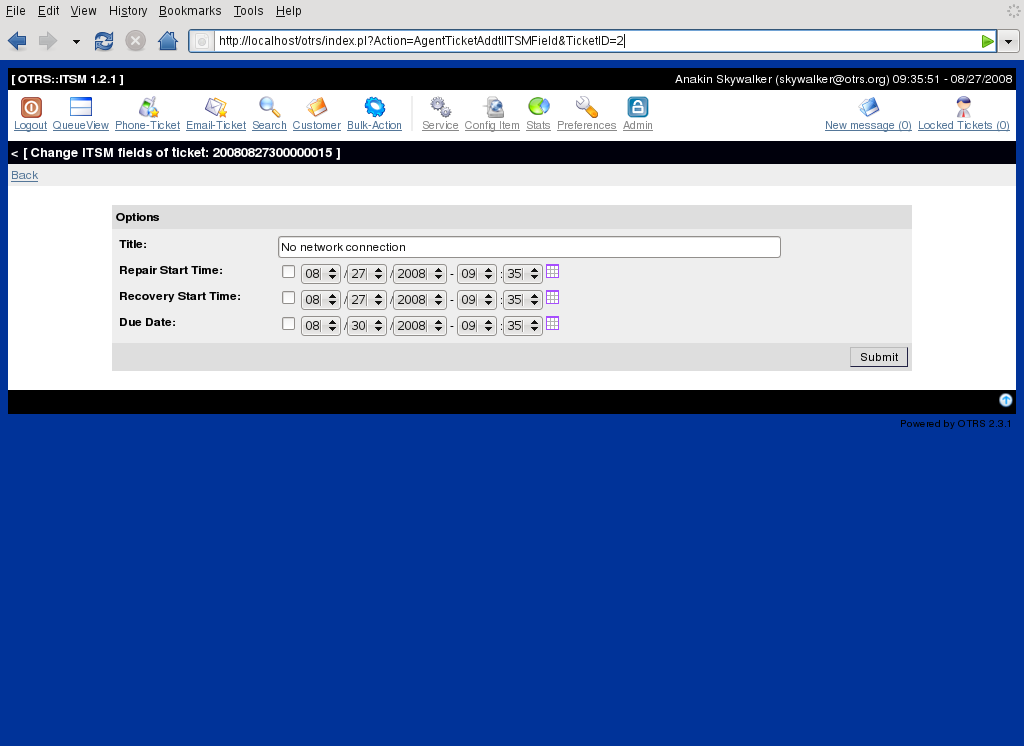 File Edit View History Bookmarks Tools Help
http://localhost/otrs/index.pl?Action=AgentTicketAddtlITSMField&TicketID=2
[ OTRS::ITSM 1.2.1 ] Anakin Skywalker (skywalker@otrs.org) 09:35:51 - 08/27/2008
Logout QueueView Phone-Ticket Email-Ticket Search Customer Bulk-Action Service Config Item Stats Preferences Admin New message (0) Locked Tickets (0)
< [ Change ITSM fields of ticket: 20080827300000015 ]
Back
Options
Title: No network connection
Repair Start Time: 08 / 27 / 2008 - 09 : 35
Recovery Start Time: 08 / 27 / 2008 - 09 : 35
Due Date: 08 / 30 / 2008 - 09 : 35
Submit
Powered by OTRS 2.3.1